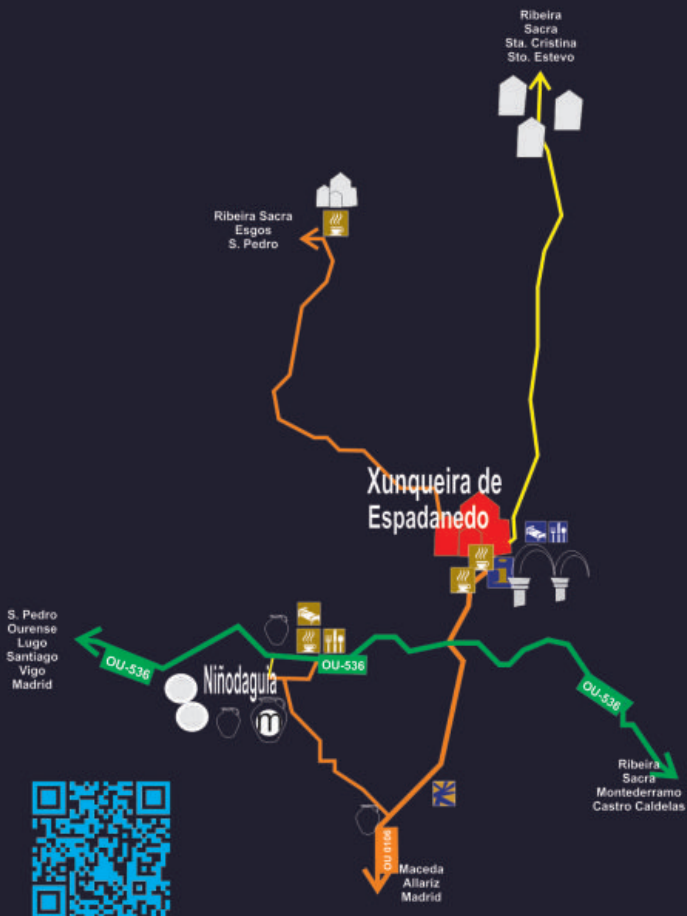 Ribeira
Sacra
Sta. Cristina
Sto. Estevo
Ribeira Sacra
Esgos
S. Pedro
Xunqueira de
Espadanedo
S. Pedro
Ourense
Lugo
Santiago
Vigo
Madrid
OU-536
OU-536
OU-536
Niñodaguia
m
i
Ribeira
Sacra
Montederramo
Castro Caldelas
OU 0106
Maceda
Allariz
Madrid